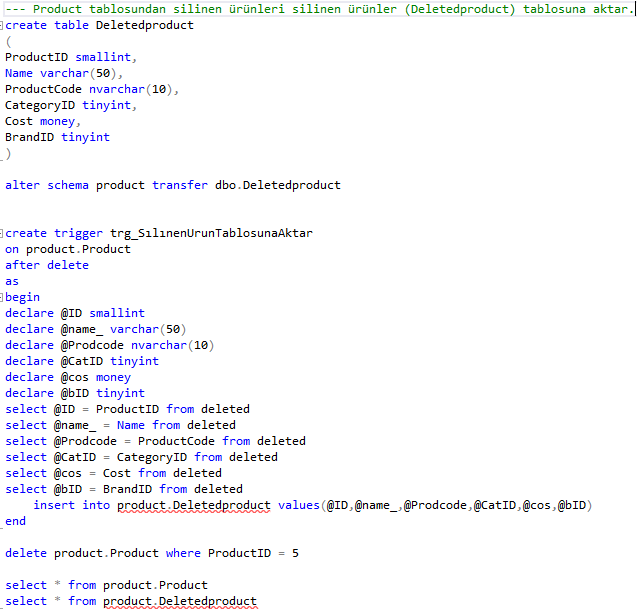 --- Product tablosundan silinen ürünleri silinen ürünler (Deletedproduct) tablosuna aktar.
create table Deletedproduct
(
ProductID smallint,
Name varchar(50),
ProductCode nvarchar(10),
CategoryID tinyint,
Cost money,
BrandID tinyint
)
alter schema product transfer dbo.Deletedproduct
create trigger trg_SılınenUrunTablosunaAktar
on product.Product
after delete
as
begin
declare @ID smallint
declare @name_ varchar(50)
declare @Prodcode nvarchar(10)
declare @CatID tinyint
declare @cos money
declare @bID tinyint
select @ID = ProductID from deleted
select @name_ = Name from deleted
select @Prodcode = ProductCode from deleted
select @CatID = CategoryID from deleted
select @cos = Cost from deleted
select @bID = BrandID from deleted
insert into product.Deletedproduct values(@ID,@name_,@Prodcode,@CatID,@cos,@bID)
end
delete product.Product where ProductID = 5
select * from product.Product
select * from product.Deletedproduct